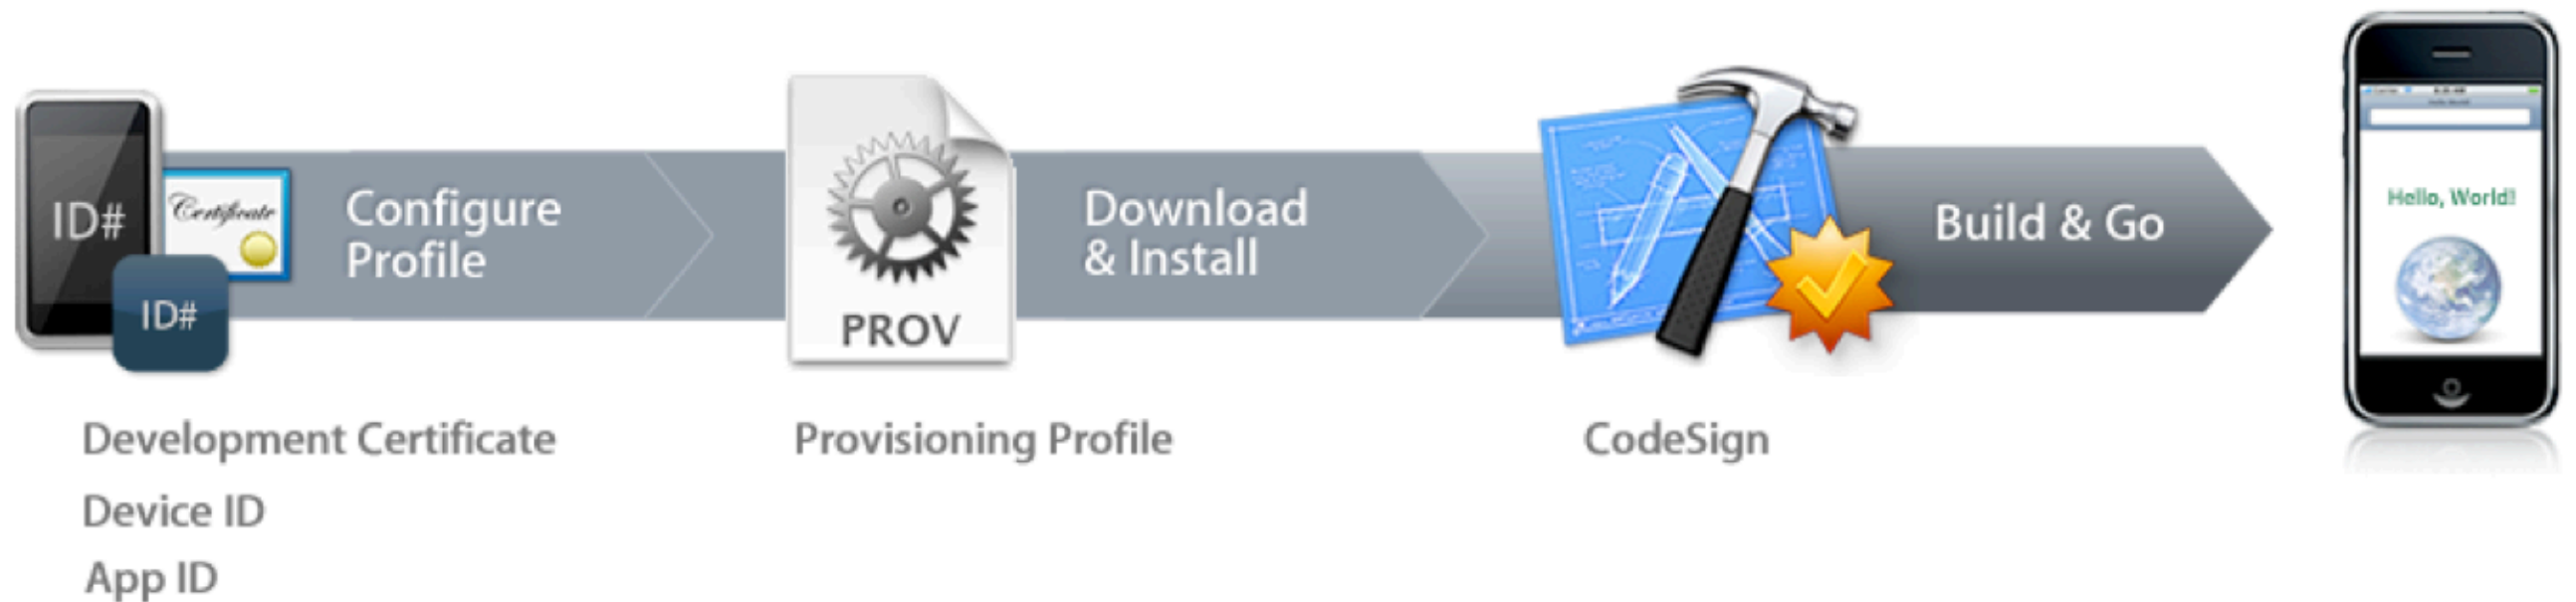 ID#
Certificate
ID#
Configure
Profile
PROV
Download
& Install
Build & Go
Hello, World!
Development Certificate
Device ID
App ID
Provisioning Profile
CodeSign